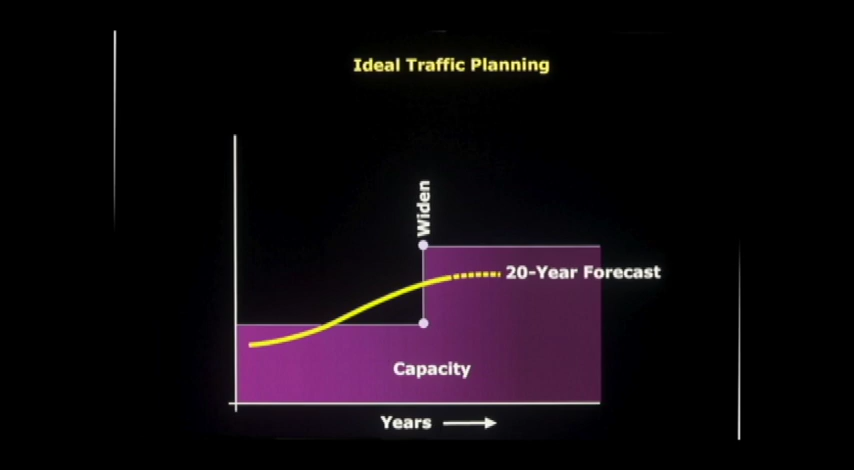 Ideal Traffic Planning
Widen
20-Year Forecast
Capacity
Years